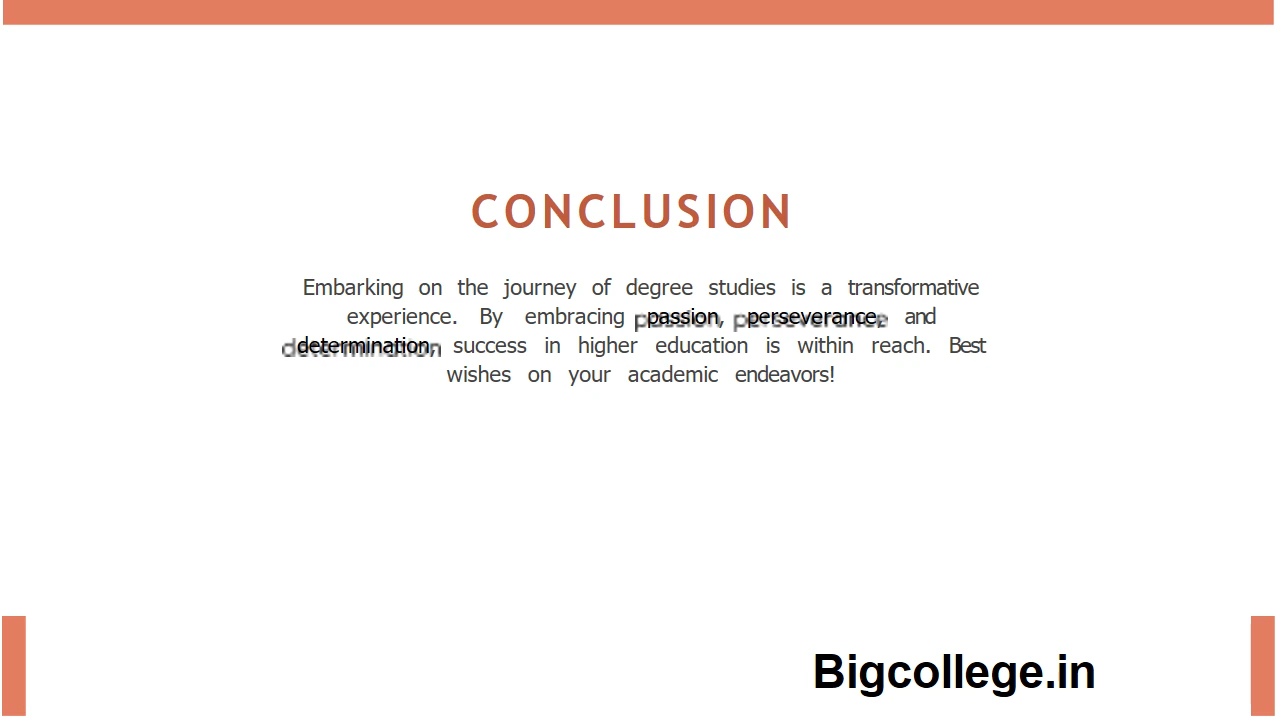 CONCLUSION
Embarking on the journey of degree studies is a transformative
experience. By embracing passion, perseverance, and
determination, success in higher education is within reach. Best
wishes on your academic endeavors!
Bigcollege.in